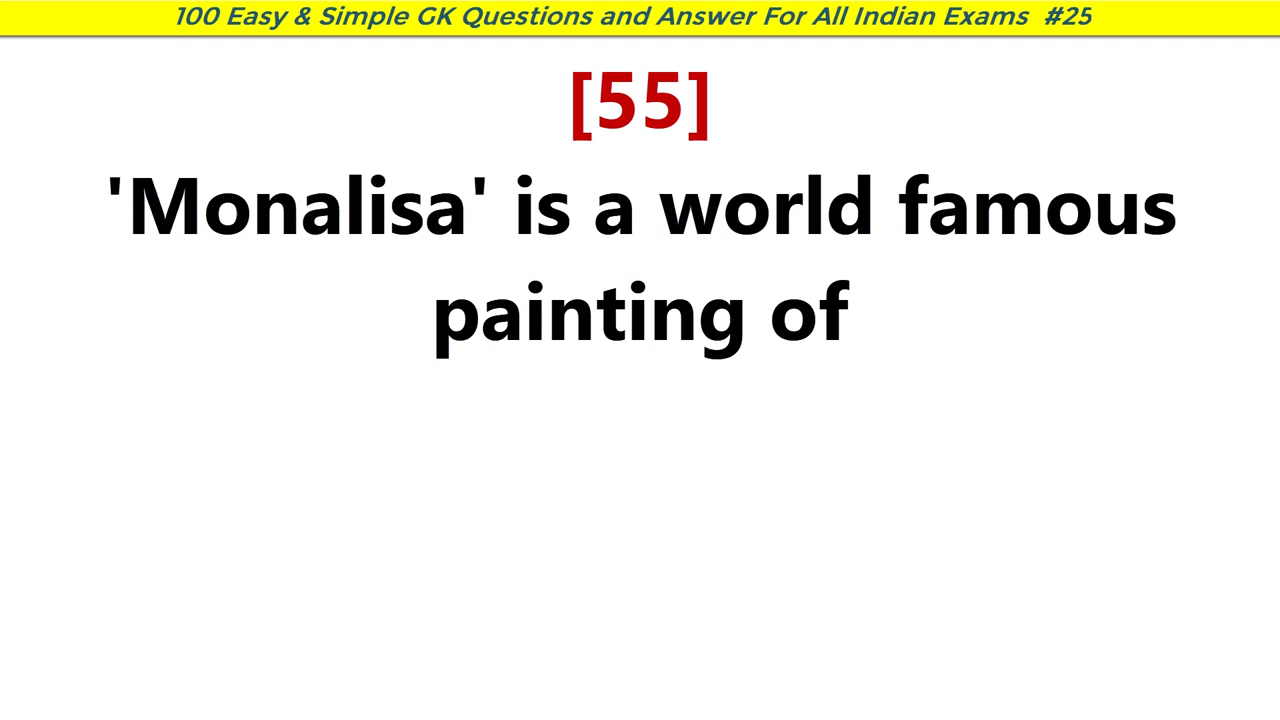 100 Easy & Simple GK Questions and Answer For All Indian Exams #25
[55]
'Monalisa' is a world famous
painting of